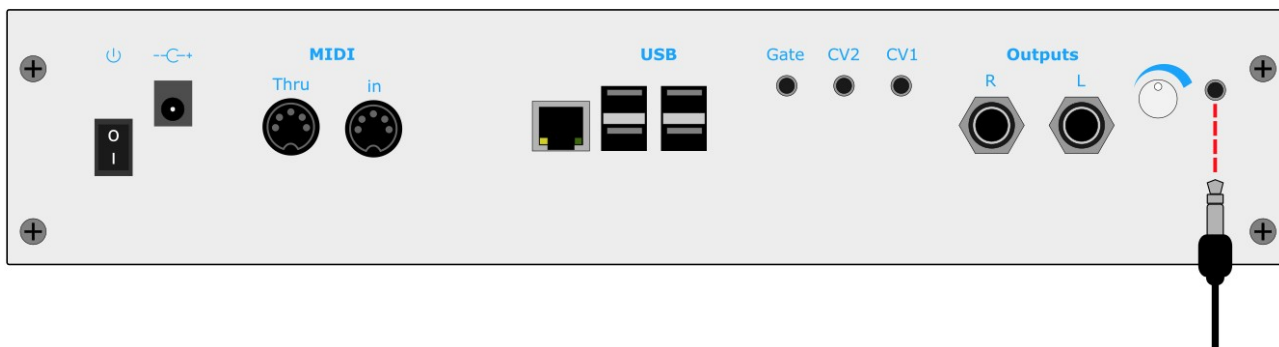 MIDI
Thru
in
USB
Gate
CV2
CV1
Outputs
R
L
O
I